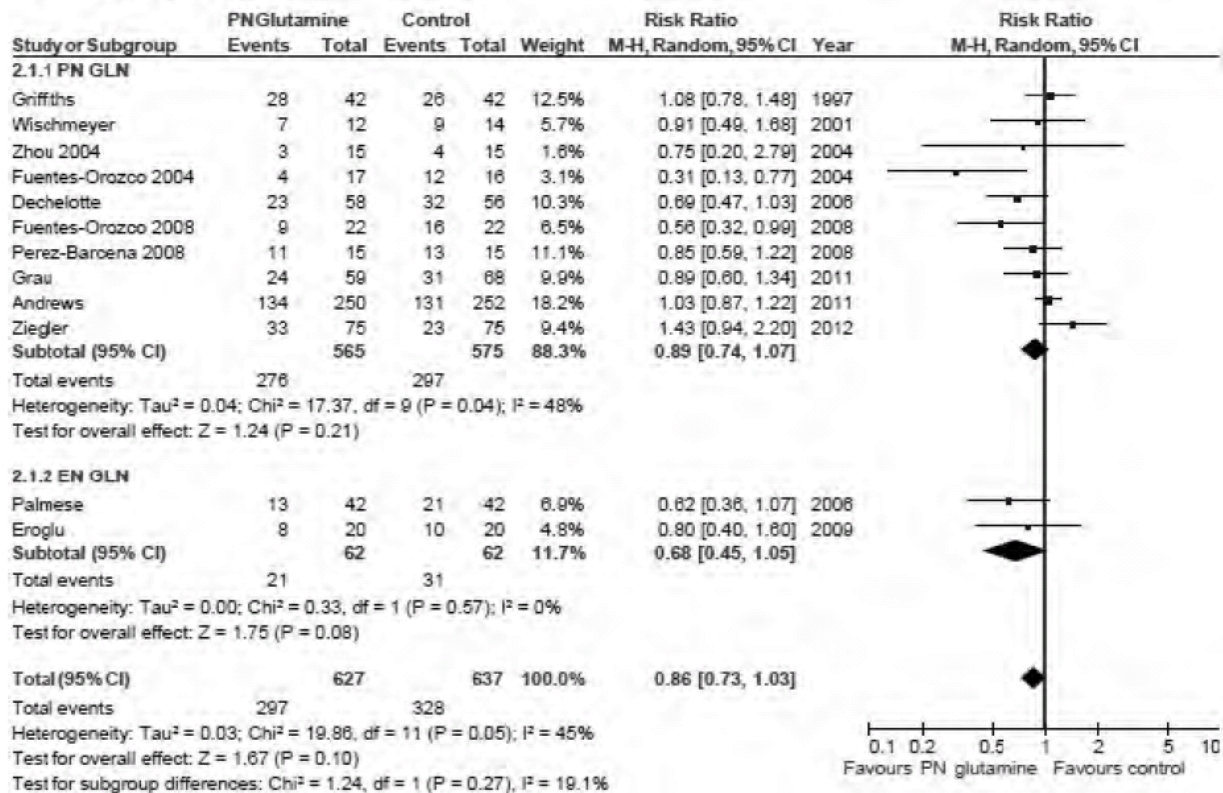 PNGlutamine Control Risk Ratio Risk Ratio
Study or Subgroup Events Total Events Total Weight M-H, Random, 95% CI Year M-H, Random, 95% CI
2.1.1 PN GLN
Griffiths 28 42 26 42 12.5% 1.08 [0.78, 1.48] 1997
Wischmeyer 7 12 9 14 5.7% 0.91 [0.49, 1.68] 2001
Zhou 2004 3 15 4 15 1.6% 0.75 [0.20, 2.79] 2004
Fuentes-Orozco 2004 4 17 12 16 3.1% 0.31 [0.13, 0.77] 2004
Dechelotte 23 58 32 56 10.3% 0.69 [0.47, 1.03] 2006
Fuentes-Orozco 2008 9 22 16 22 6.5% 0.56 [0.32, 0.99] 2008
Perez-Barcena 2008 11 15 13 15 11.1% 0.85 [0.59, 1.22] 2008
Grau 24 59 31 68 9.9% 0.89 [0.60, 1.34] 2011
Andrews 134 250 131 252 18.2% 1.03 [0.87, 1.22] 2011
Ziegler 33 75 23 75 9.4% 1.43 [0.94, 2.20] 2012
Subtotal (95% CI) 565 575 88.3% 0.89 [0.74, 1.07]
Total events 276 297
Heterogeneity: Tau² = 0.04; Chi² = 17.37, df = 9 (P = 0.04); I² = 48%
Test for overall effect: Z = 1.24 (P = 0.21)
2.1.2 EN GLN
Palmese 13 42 21 42 6.9% 0.62 [0.36, 1.07] 2006
Eroglu 8 20 10 20 4.8% 0.80 [0.40, 1.60] 2009
Subtotal (95% CI) 62 62 11.7% 0.68 [0.45, 1.05]
Total events 21 31
Heterogeneity: Tau² = 0.00; Chi² = 0.33, df = 1 (P = 0.57); I² = 0%
Test for overall effect: Z = 1.75 (P = 0.08)
Total (95% CI) 627 637 100.0% 0.86 [0.73, 1.03]
Total events 297 328
Heterogeneity: Tau² = 0.03; Chi² = 19.86, df = 11 (P = 0.05); I² = 45%
Test for overall effect: Z = 1.67 (P = 0.10)
Test for subgroup differences: Chi² = 1.24, df = 1 (P = 0.27), I² = 19.1%
0.1 0.2 0.5 1 2 5 10
Favours PN glutamine Favours control